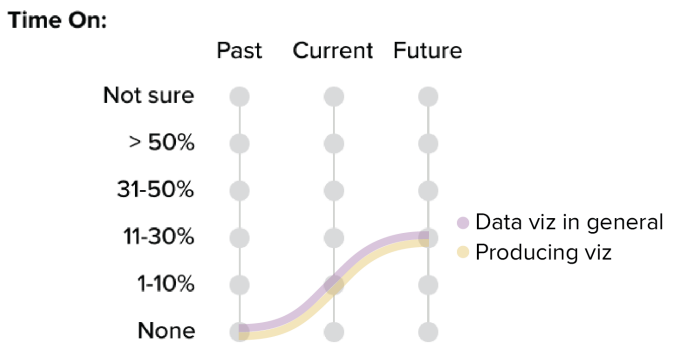 Time On:
Past Current Future
Not sure
> 50%
31-50%
11-30%
1-10%
None
Data viz in general
Producing viz